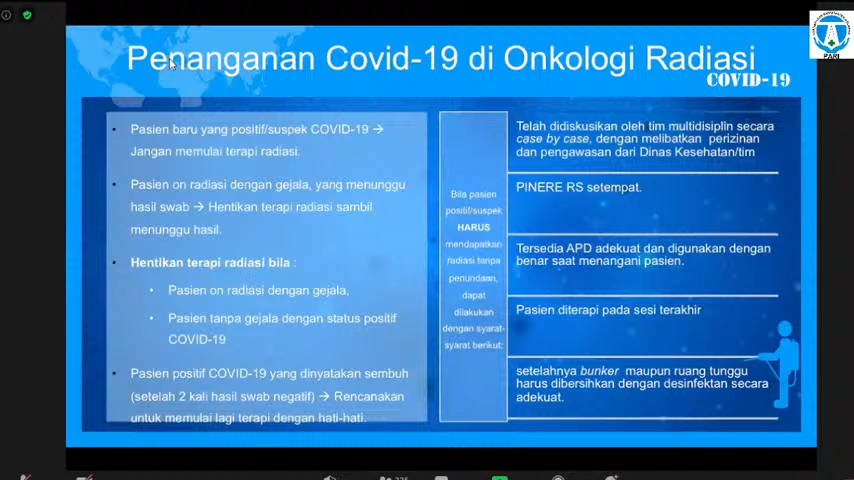 Penanganan Covid-19 di Onkologi Radiasi
COVID-19
PARI
• Pasien baru yang positif/suspek COVID-19 →
Jangan memulai terapi radiasi.
• Pasien on radiasi dengan gejala, yang menunggu
hasil swab → Hentikan terapi radiasi sambil
menunggu hasil.
• Hentikan terapi radiasi bila :
• Pasien on radiasi dengan gejala,
• Pasien tanpa gejala dengan status positif
COVID-19
• Pasien positif COVID-19 yang dinyatakan sembuh
(setelah 2 kali hasil swab negatif) → Rencanakan
untuk memulai lagi terapi dengan hati-hati.
Bila pasien
positif/suspek
HARUS
mendapatkan
radiasi tanpa
penundaan,
dapat
dilakukan
dengan syarat-
syarat berikut:
Telah didiskusikan oleh tim multidisiplin secara
case by case, dengan melibatkan perizinan
dan pengawasan dari Dinas Kesehatan/tim
PINERE RS setempat.
Tersedia APD adekuat dan digunakan dengan
benar saat menangani pasien.
Pasien diterapi pada sesi terakhir
setelahnya bunker maupun ruang tunggu
harus dibersihkan dengan desinfektan secara
adekuat.